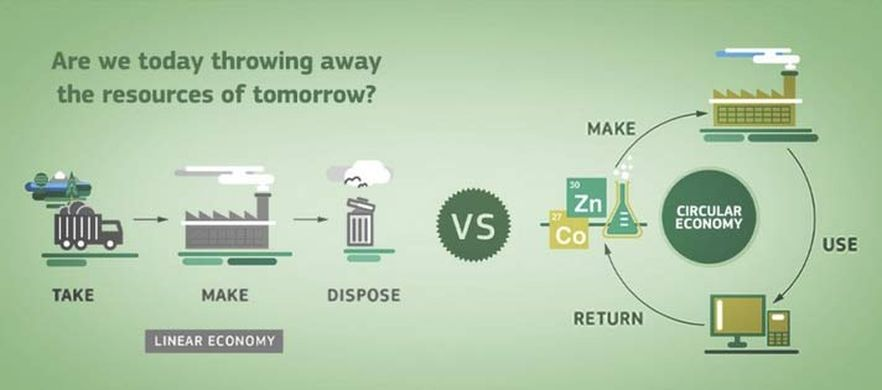 Are we today throwing away
the resources of tomorrow?
TAKE
MAKE
DISPOSE
LINEAR ECONOMY
VS
MAKE
30
Zn
27
Co
CIRCULAR
ECONOMY
USE
RETURN